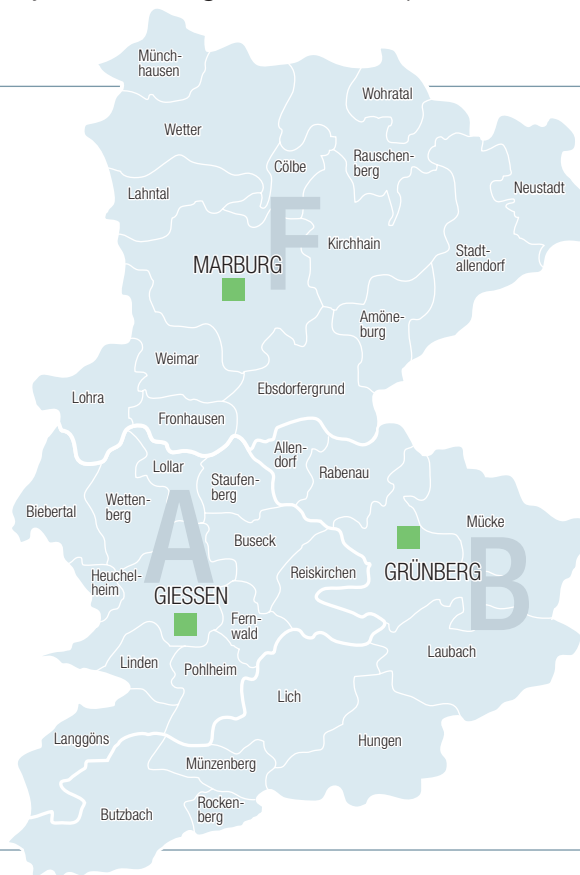 Münch-
hausen
Wohratal
Wetter
Cölbe
Rauschen-
berg
Lahntal
Neustadt
F
Kirchhain
Stadt-
allendorf
MARBURG
Amöne-
burg
Weimar
Ebsdorfergrund
Lohra
Fronhausen
Allen-
dorf
Lollar
Rabenau
Staufen-
berg
Wetten-
berg
Biebertal
A
Mücke
Buseck
B
Reiskirchen
GRÜNBERG
Heuchel-
heim
GIESSEN
Fern-
wald
Laubach
Linden
Pohlheim
Lich
Langgöns
Hungen
Münzenberg
Rocken-
berg
Butzbach